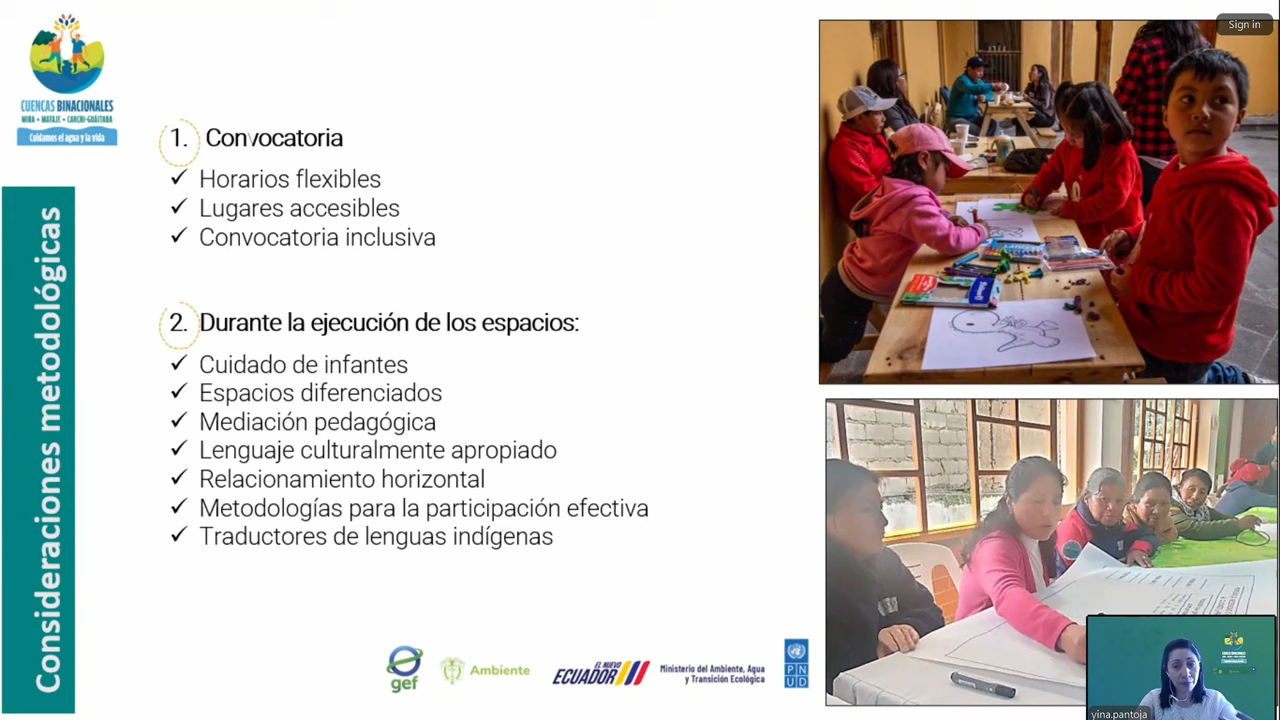 Sign in
CUENCAS BINACIONALES
MIRA • MATAJE • CARCHI-GUÁITARA
Cuidamos el agua y la vida
Consideraciones metodológicas
1. Convocatoria
✓ Horarios flexibles
✓ Lugares accesibles
✓ Convocatoria inclusiva
2. Durante la ejecución de los espacios:
✓ Cuidado de infantes
✓ Espacios diferenciados
✓ Mediación pedagógica
✓ Lenguaje culturalmente apropiado
✓ Relacionamiento horizontal
✓ Metodologías para la participación efectiva
✓ Traductores de lenguas indígenas
gef
Ambiente
EL NUEVO
ECUADOR
Ministerio del Ambiente, Agua
y Transición Ecológica
P N
U D
yina.pantoja